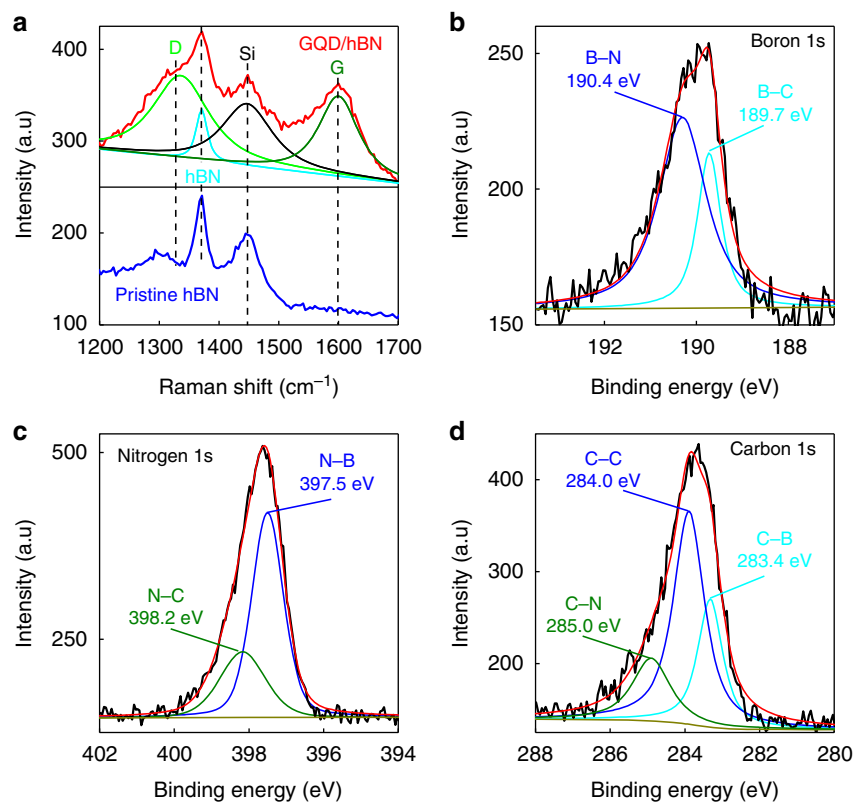 a
D
Si
GQD/hBN
G
hBN
Pristine hBN
400
300
200
100
1200 1300 1400 1500 1600 1700
Intensity (a.u)
Raman shift (cm⁻¹)
b
Boron 1s
B–N
190.4 eV
B–C
189.7 eV
250
200
150
192 190 188
Intensity (a.u)
Binding energy (eV)
c
Nitrogen 1s
N–B
397.5 eV
N–C
398.2 eV
500
250
402 400 398 396 394
Intensity (a.u)
Binding energy (eV)
d
Carbon 1s
C–C
284.0 eV
C–B
283.4 eV
C–N
285.0 eV
400
300
200
288 286 284 282 280
Intensity (a.u)
Binding energy (eV)